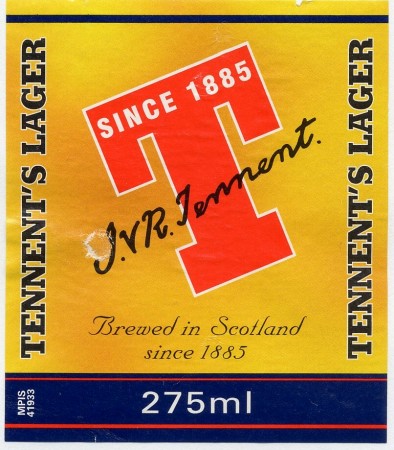 TENNENT'S LAGER
SINCE 1885
J.V.R. Tennent.
TENNENT'S LAGER
Brewed in Scotland
since 1885
MPIS
41933
275ml